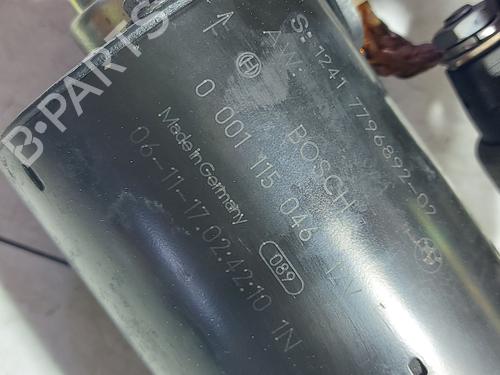 S: 1241 7796892-02
AW:
BOSCH 12V
0 001 115 046
Made in Germany 089
06-11-17.02:42:10 1N
B-PARTS